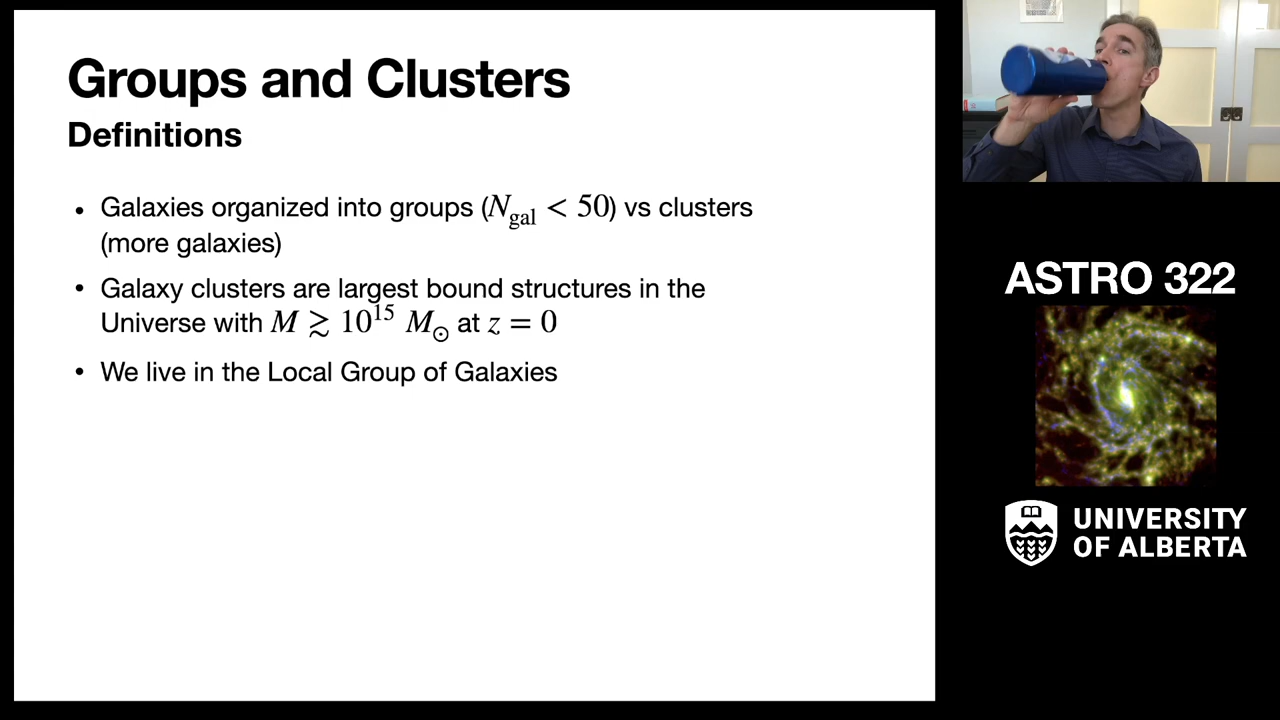 Groups and Clusters
Definitions
• Galaxies organized into groups (N_gal < 50) vs clusters
(more galaxies)
• Galaxy clusters are largest bound structures in the
Universe with M ≳ 10^15 M_⊙ at z = 0
• We live in the Local Group of Galaxies
ASTRO 322
UNIVERSITY
OF ALBERTA